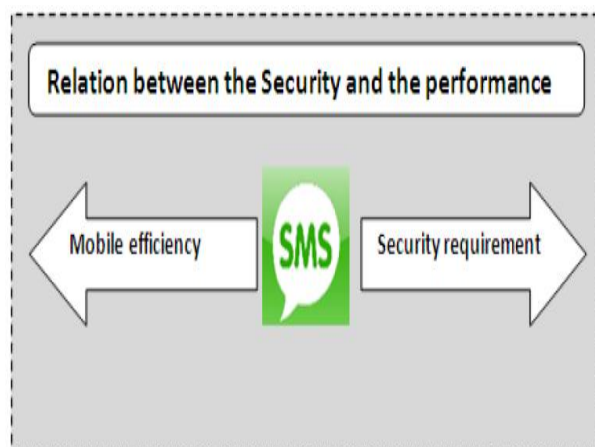 Relation between the Security and the performance
Mobile efficiency
SMS
Security requirement